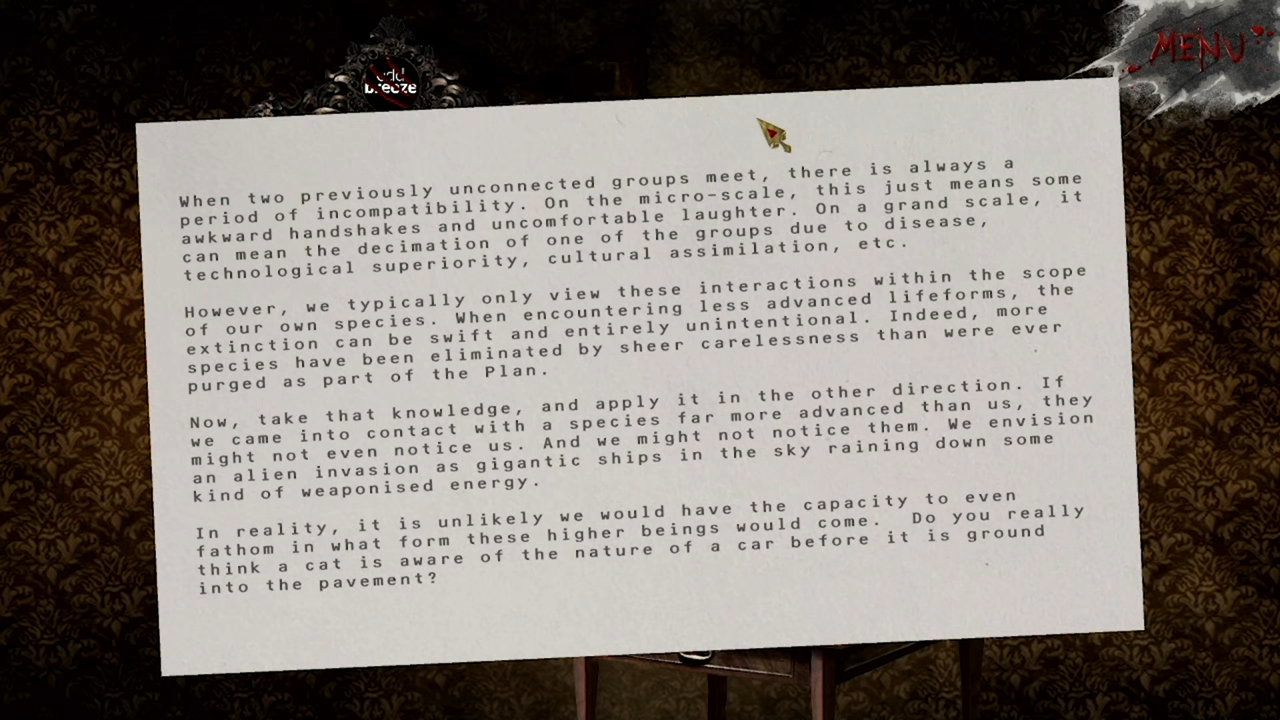 MENU
odd
breeze
When two previously unconnected groups meet, there is always a
period of incompatibility. On the micro-scale, this just means some
awkward handshakes and uncomfortable laughter. On a grand scale, it
can mean the decimation of one of the groups due to disease,
technological superiority, cultural assimilation, etc.
However, we typically only view these interactions within the scope
of our own species. When encountering less advanced lifeforms, the
extinction can be swift and entirely unintentional. Indeed, more
species have been eliminated by sheer carelessness than were ever
purged as part of the Plan.
Now, take that knowledge, and apply it in the other direction. If
we came into contact with a species far more advanced than us, they
might not even notice us. And we might not notice them. We envision
an alien invasion as gigantic ships in the sky raining down some
kind of weaponised energy.
In reality, it is unlikely we would have the capacity to even
fathom in what form these higher beings would come. Do you really
think a cat is aware of the nature of a car before it is ground
into the pavement?